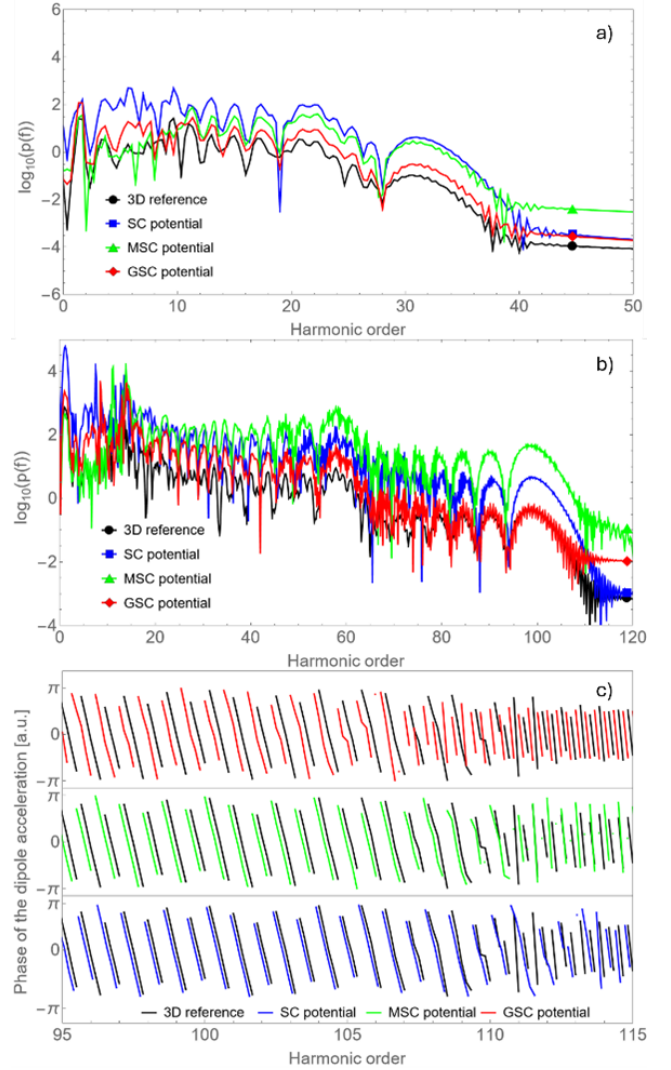 a)
6
4
2
0
−2
−4
−6
log10(p(f))
3D reference
SC potential
MSC potential
GSC potential
0 10 20 30 40 50
Harmonic order
b)
4
2
0
−2
−4
log10(p(f))
3D reference
SC potential
MSC potential
GSC potential
0 20 40 60 80 100 120
Harmonic order
c)
Phase of the dipole acceleration [a.u.]
π
0
−π
π
0
−π
π
0
−π
3D reference SC potential MSC potential GSC potential
95 100 105 110 115
Harmonic order